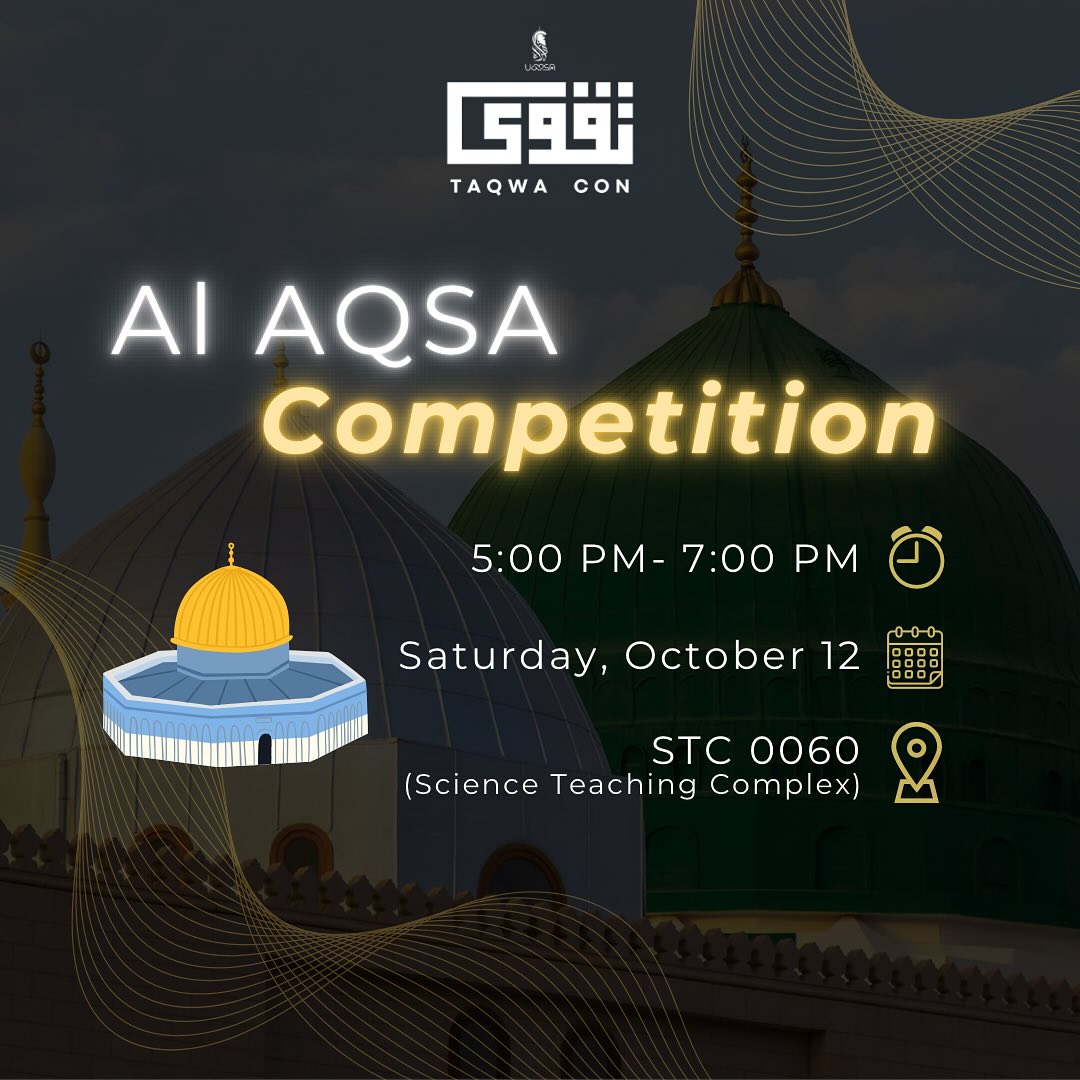 تقوى
TAQWA CON
Al AQSA
Competition
5:00 PM- 7:00 PM
Saturday, October 12
STC 0060
(Science Teaching Complex)